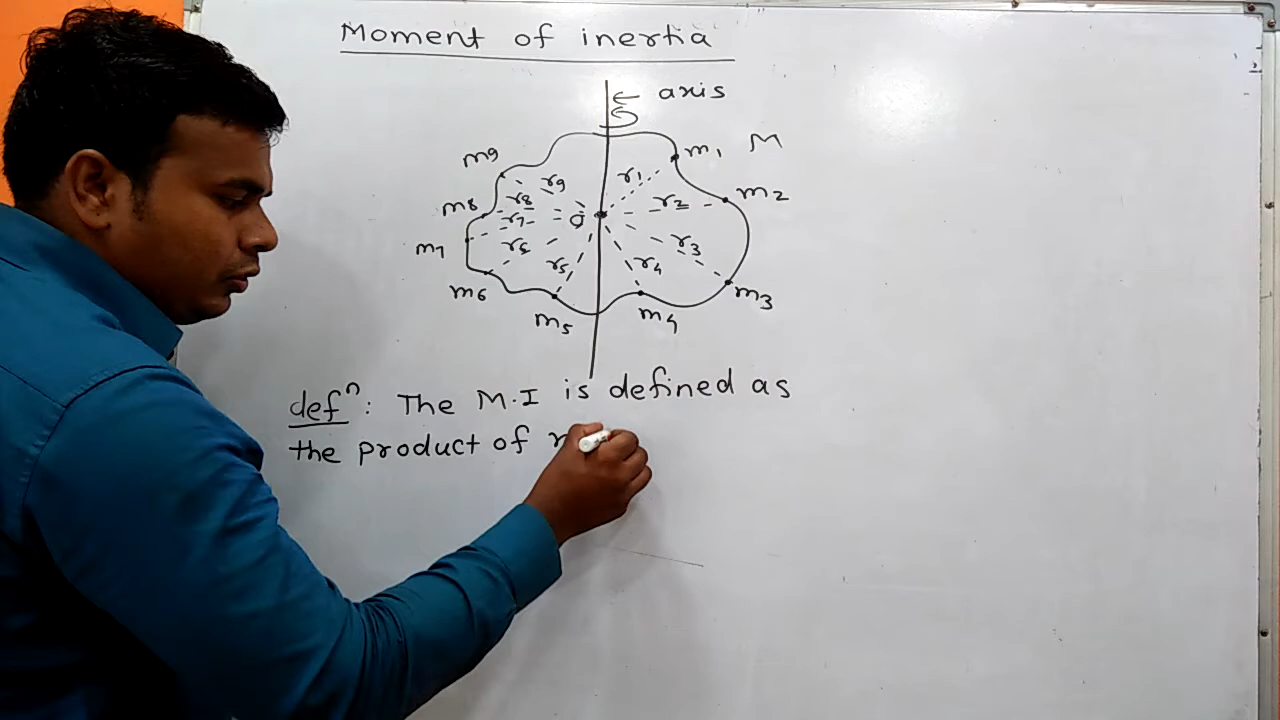 Moment of inertia
axis
m1 M
m9
r1
r9
m2
r8
r2
m8
r7
O
m7
r6
r3
r5
r4
m6
m3
m5
m4
defⁿ: The M.I is defined as
the product of